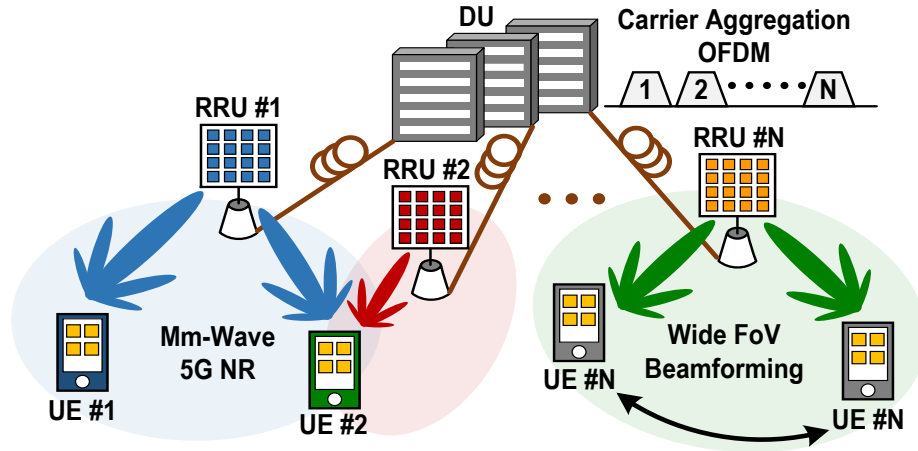 DU
Carrier Aggregation
OFDM
1 2 N
RRU #1
RRU #2
RRU #N
Mm-Wave
5G NR
Wide FoV
Beamforming
UE #1
UE #2
UE #N
UE #N